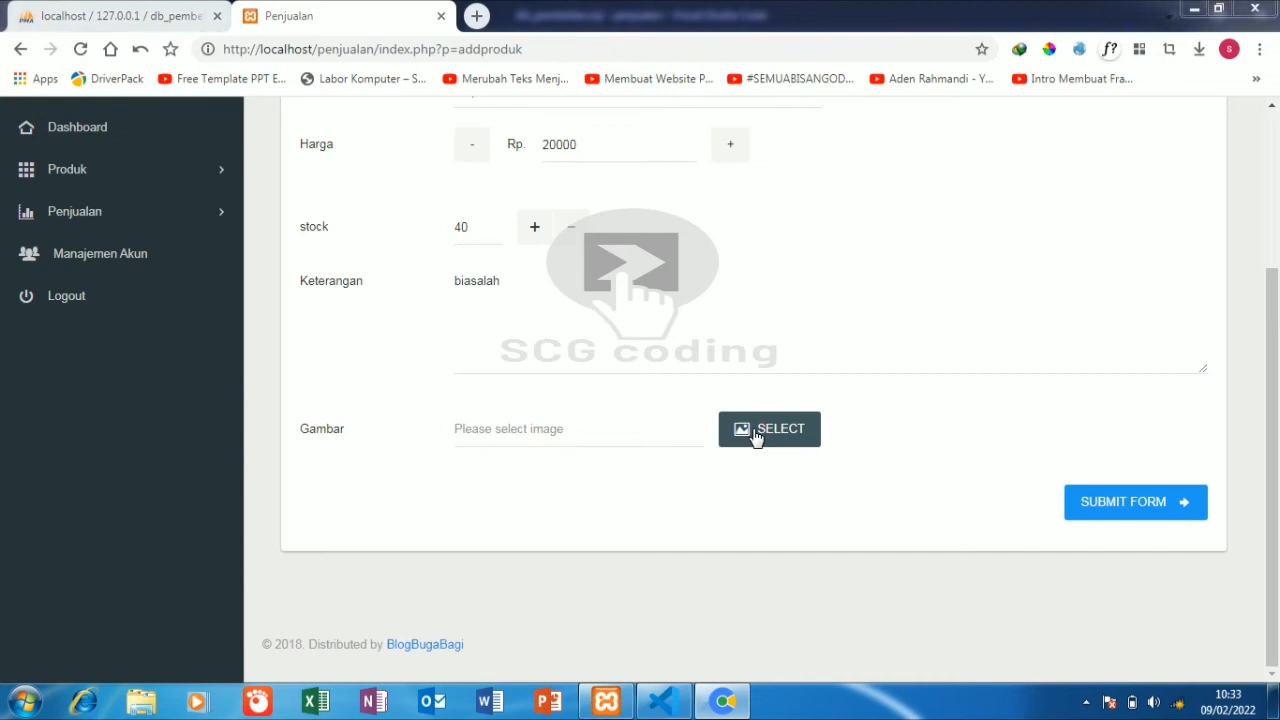 localhost / 127.0.0.1 / db_pembe
Penjualan
http://localhost/penjualan/index.php?p=addproduk
f?
s
Apps
DriverPack
Free Template PPT E...
Labor Komputer – S...
Merubah Teks Menj...
Membuat Website P...
#SEMUABISANGOD...
Aden Rahmandi - Y...
Intro Membuat Fra...
»
Dashboard
Produk
Penjualan
Manajemen Akun
Logout
Harga
-
Rp.
20000
+
stock
40
+
−
Keterangan
biasalah
SCG coding
Gambar
Please select image
SELECT
SUBMIT FORM
© 2018. Distributed by BlogBugaBagi
10:33
09/02/2022